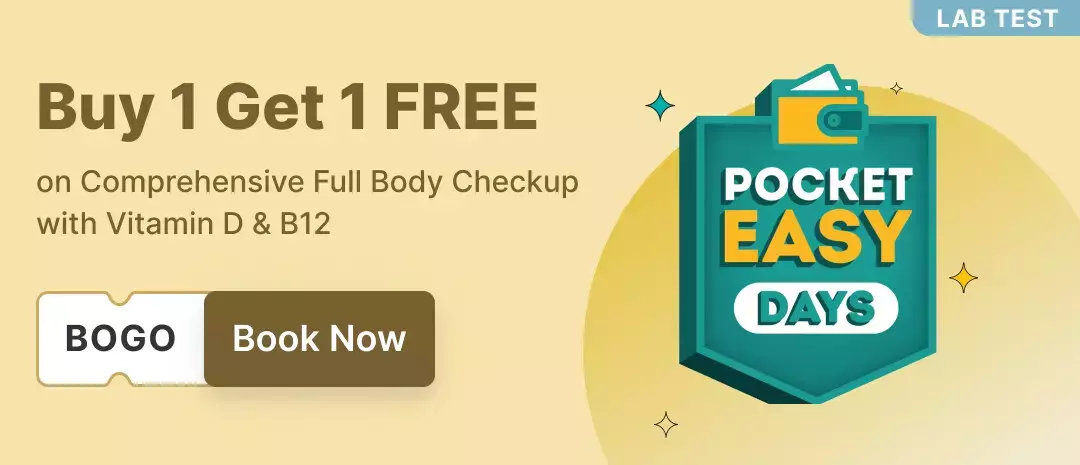 LAB TEST
Buy 1 Get 1 FREE
on Comprehensive Full Body Checkup
with Vitamin D & B12
BOGO
Book Now
POCKET
EASY
DAYS